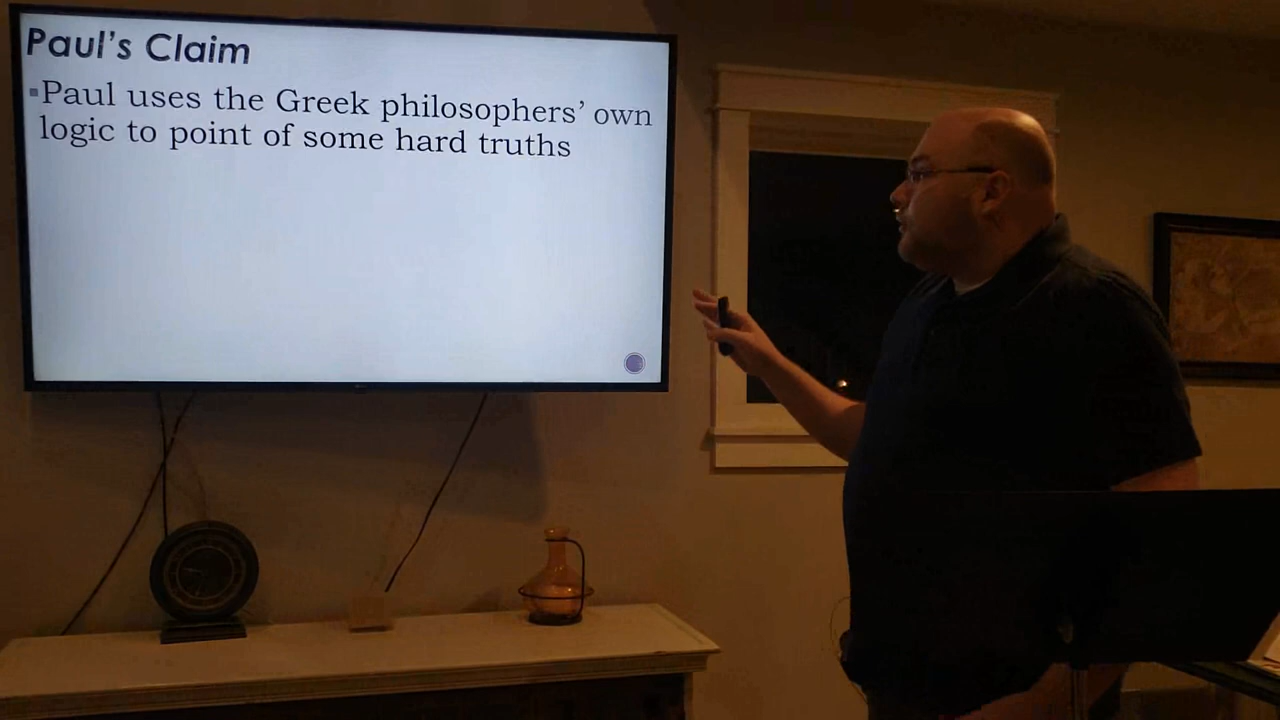 Paul's Claim
Paul uses the Greek philosophers' own
logic to point of some hard truths